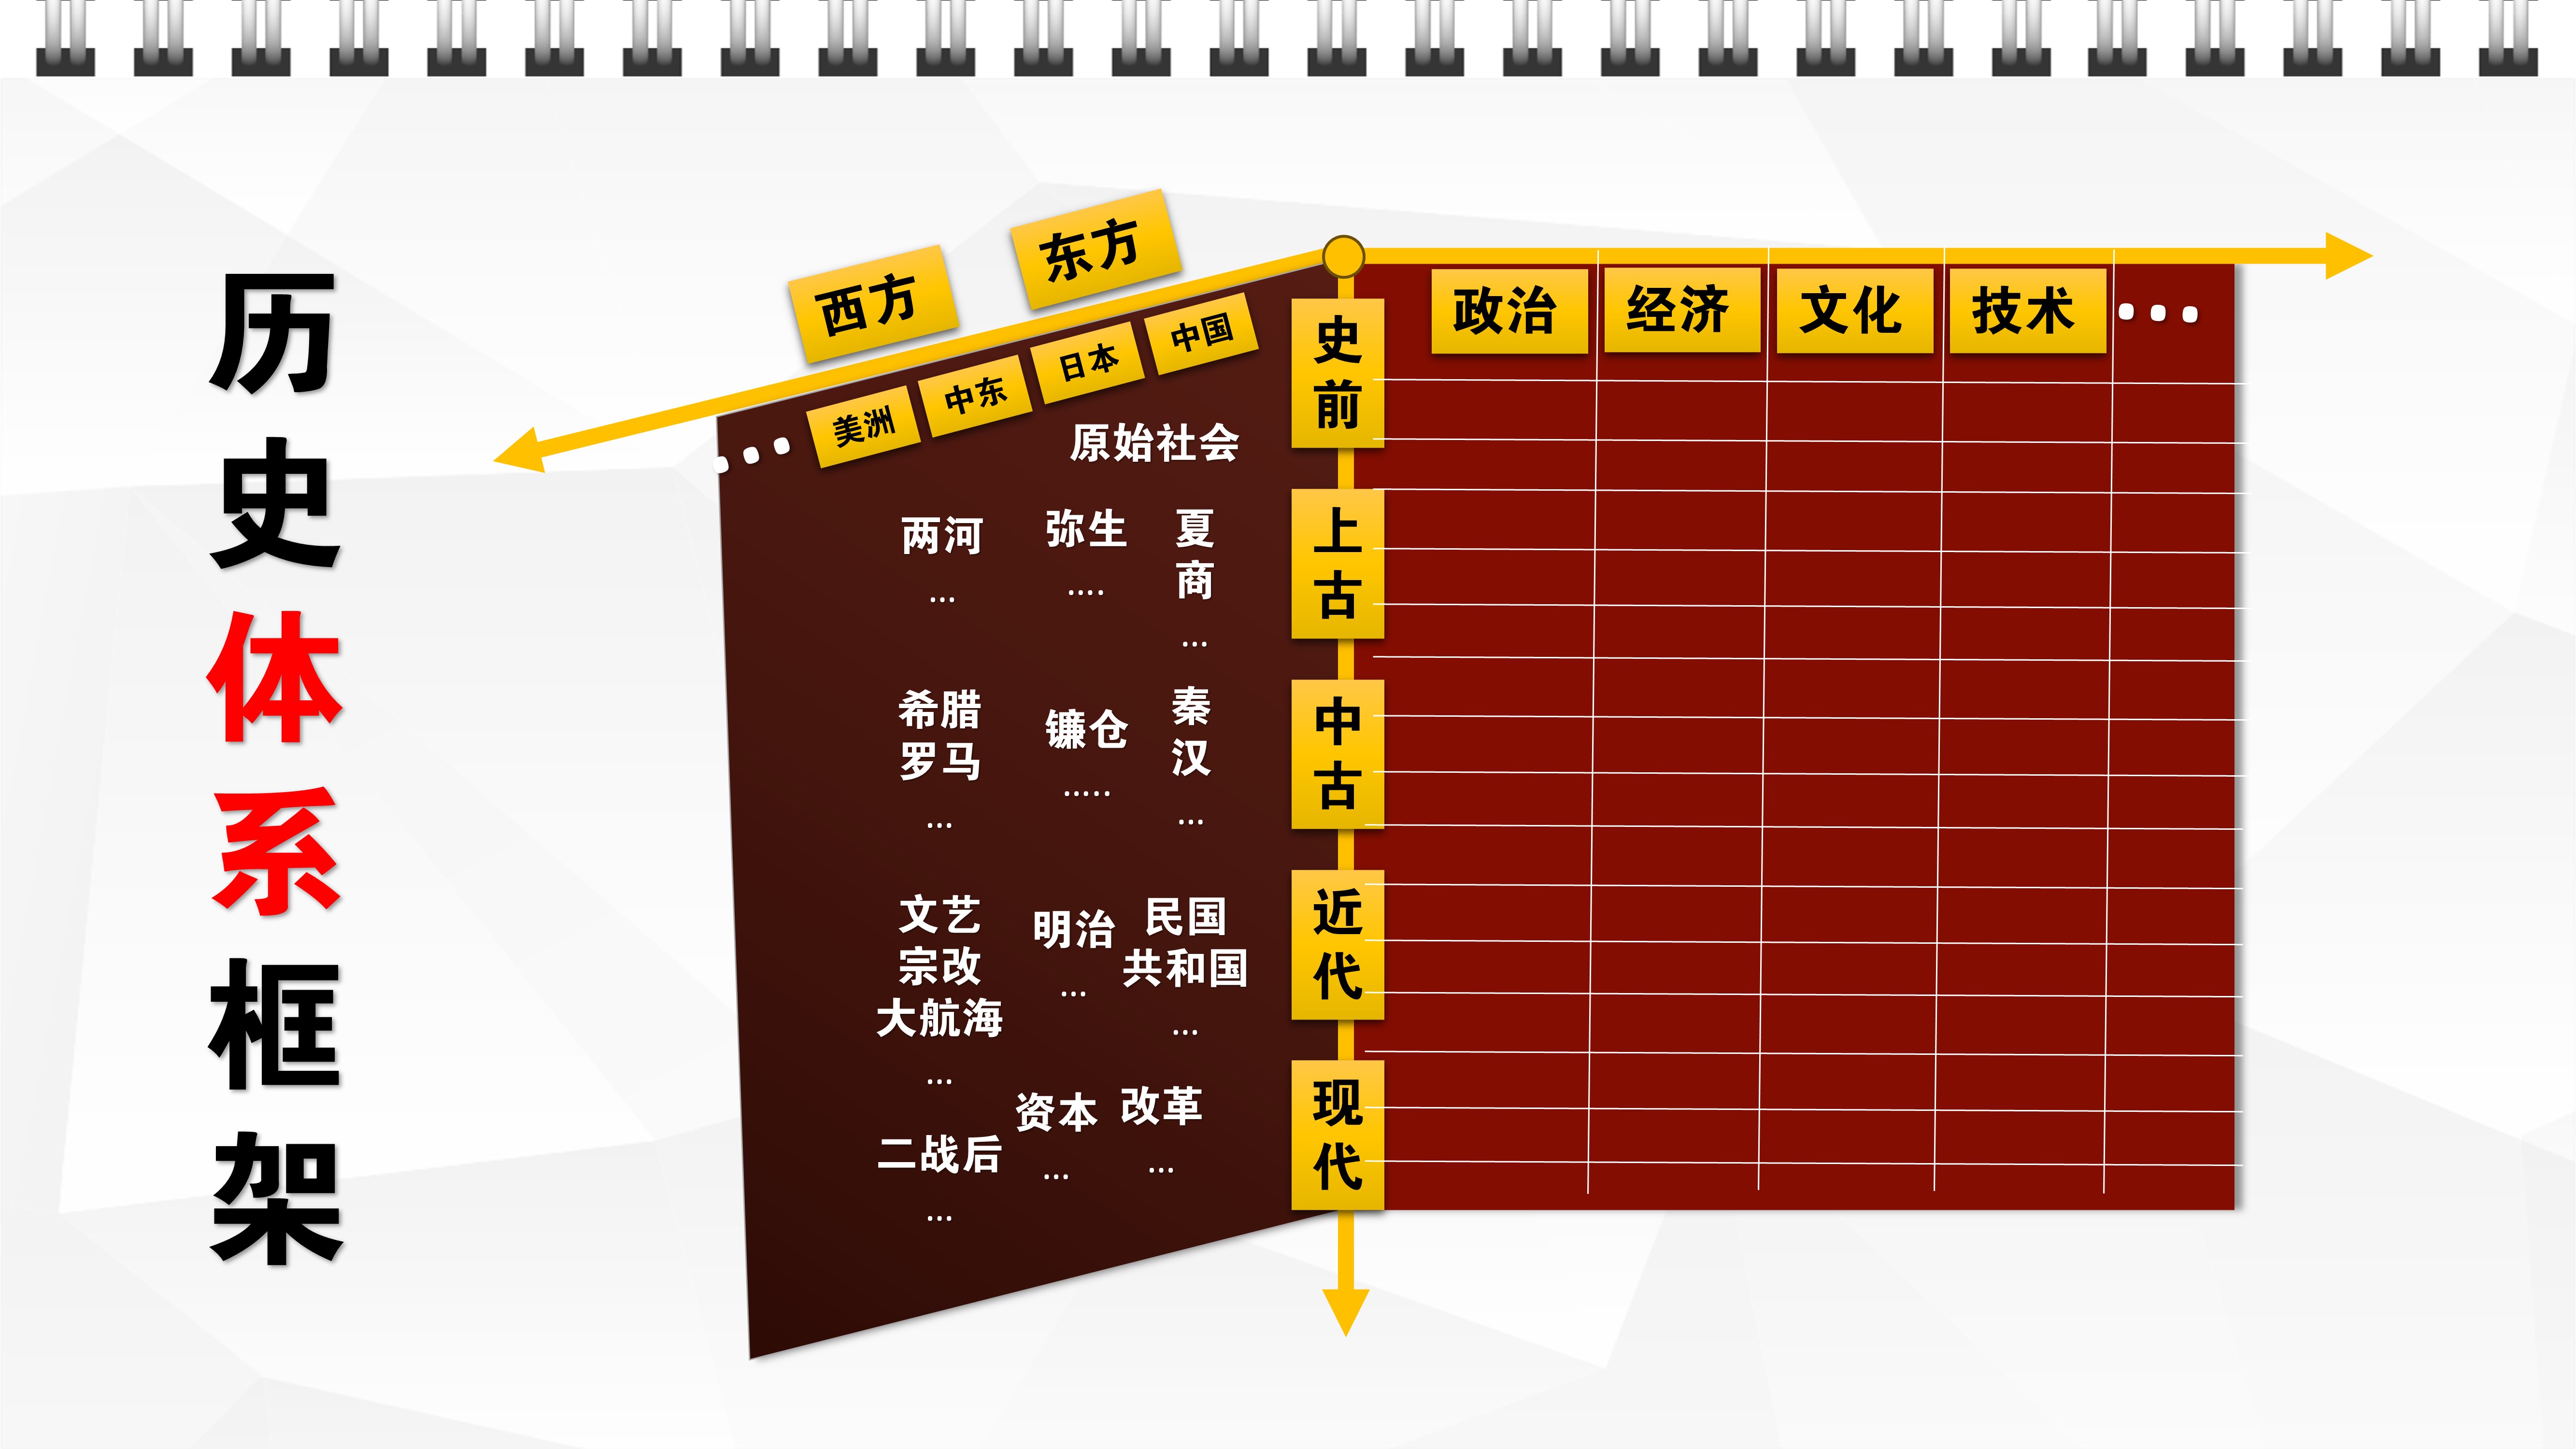 历史体系框架
西方
东方
美洲
中东
日本
中国
...
政治
经济
文化
技术
...
史前
上古
中古
近代
现代
原始社会
两河
...
弥生
....
夏
商
...
希腊
罗马
...
镰仓
.....
秦
汉
...
文艺
宗改
大航海
...
明治
...
民国
共和国
...
二战后
...
资本
...
改革
...